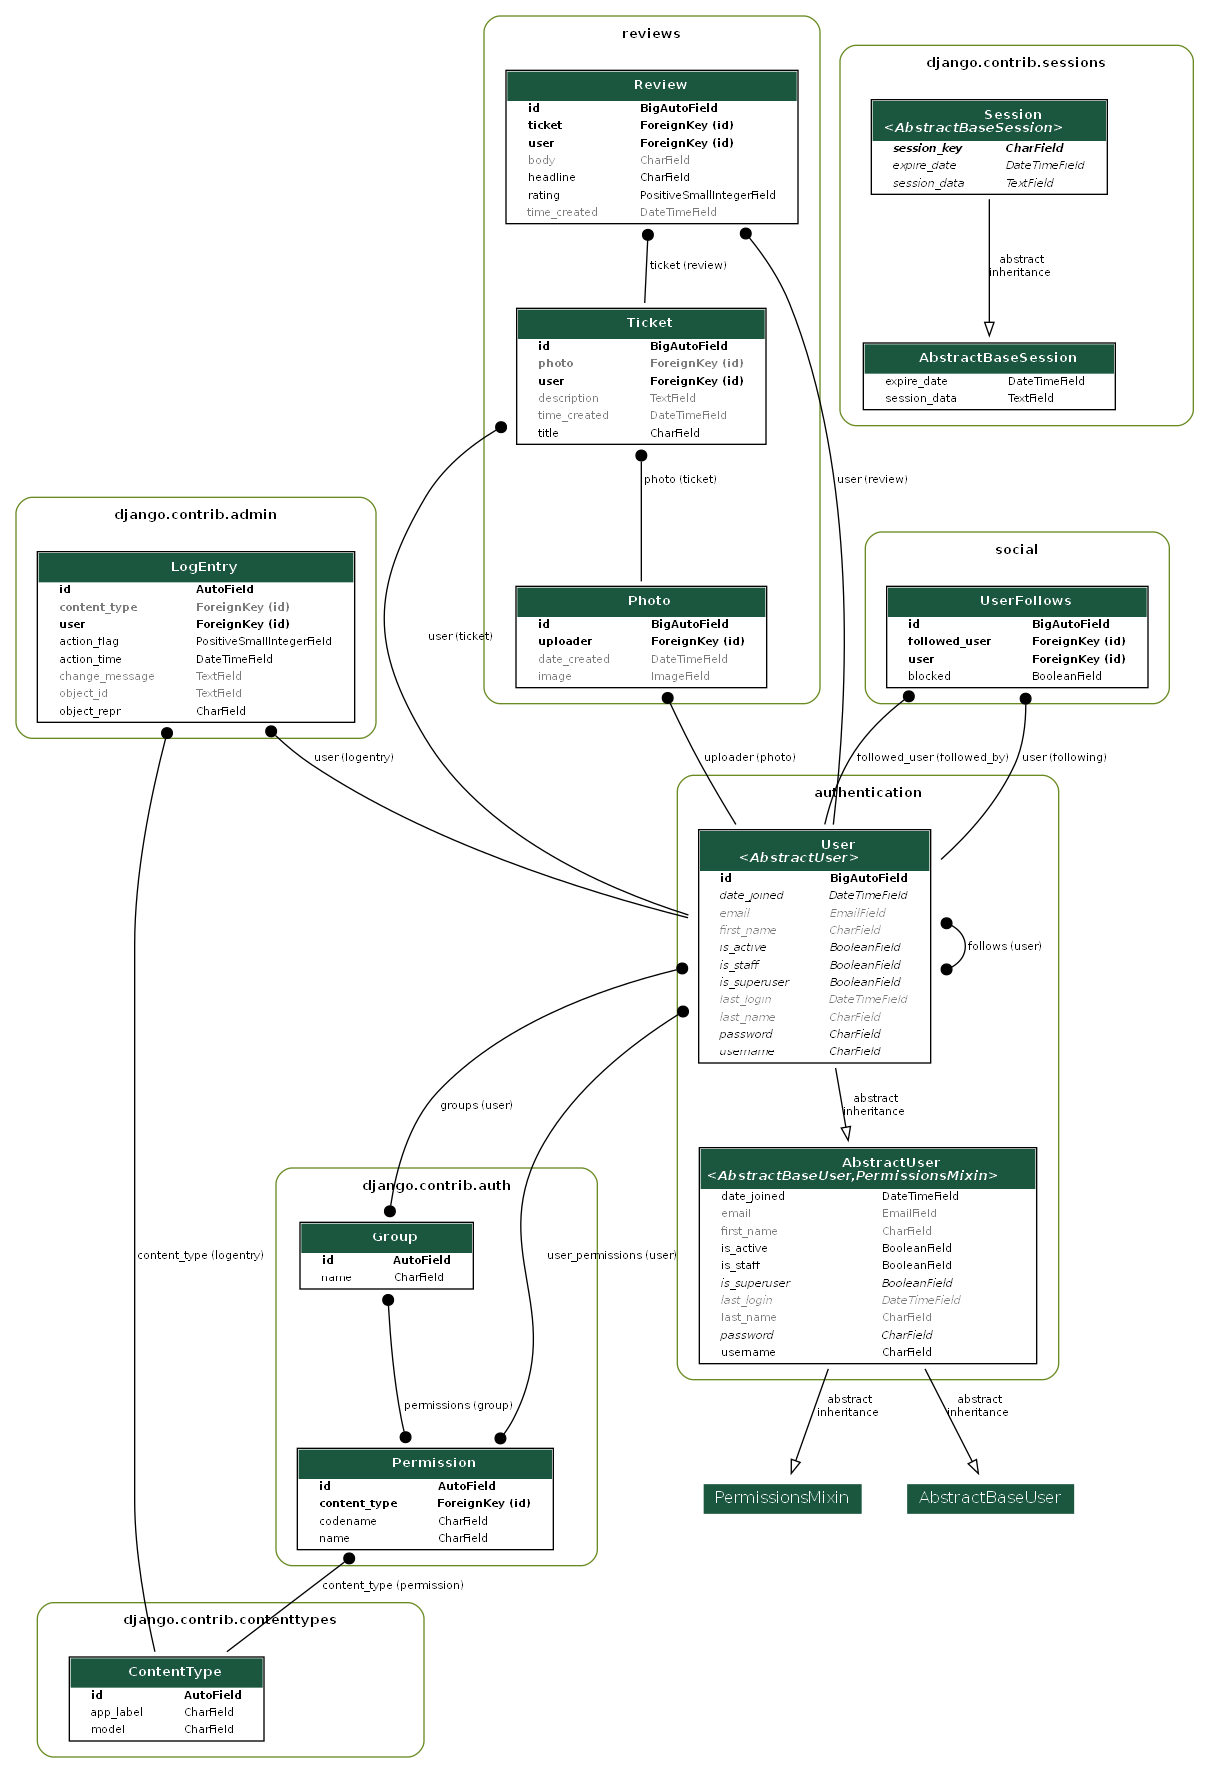 reviews
Review
id BigAutoField
ticket ForeignKey (id)
user ForeignKey (id)
body CharField
headline CharField
rating PositiveSmallIntegerField
time_created DateTimeField
ticket (review)
Ticket
id BigAutoField
photo ForeignKey (id)
user ForeignKey (id)
description TextField
time_created DateTimeField
title CharField
photo (ticket)
user (review)
user (ticket)
Photo
id BigAutoField
uploader ForeignKey (id)
date_created DateTimeField
image ImageField
uploader (photo)
django.contrib.sessions
Session
<AbstractBaseSession>
session_key CharField
expire_date DateTimeField
session_data TextField
abstract
inheritance
AbstractBaseSession
expire_date DateTimeField
session_data TextField
django.contrib.admin
LogEntry
id AutoField
content_type ForeignKey (id)
user ForeignKey (id)
action_flag PositiveSmallIntegerField
action_time DateTimeField
change_message TextField
object_id TextField
object_repr CharField
user (logentry)
content_type (logentry)
social
UserFollows
id BigAutoField
followed_user ForeignKey (id)
user ForeignKey (id)
blocked BooleanField
followed_user (followed_by)
user (following)
authentication
User
<AbstractUser>
id BigAutoField
date_joined DateTimeField
email EmailField
first_name CharField
is_active BooleanField
is_staff BooleanField
is_superuser BooleanField
last_login DateTimeField
last_name CharField
password CharField
username CharField
follows (user)
groups (user)
user_permissions (user)
abstract
inheritance
AbstractUser
<AbstractBaseUser,PermissionsMixin>
date_joined DateTimeField
email EmailField
first_name CharField
is_active BooleanField
is_staff BooleanField
is_superuser BooleanField
last_login DateTimeField
last_name CharField
password CharField
username CharField
abstract
inheritance
abstract
inheritance
PermissionsMixin
AbstractBaseUser
django.contrib.auth
Group
id AutoField
name CharField
permissions (group)
Permission
id AutoField
content_type ForeignKey (id)
codename CharField
name CharField
content_type (permission)
django.contrib.contenttypes
ContentType
id AutoField
app_label CharField
model CharField